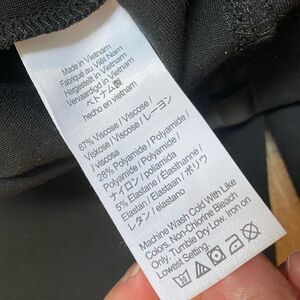 Made in Vietnam
Fabriqué au Viêt Nam
Hergestellt in Vietnam
Vervaardigd in Vietnam
ベトナム製
hecho en vietnam
67% Viscose / Viscose /
Viskose / Viscose / レーヨン
/ viscosa
28% Polyamide / Polyamide
/ Polyamid / Polyamide /
ナイロン / poliamida
5% Elastane / Élasthanne /
Elastan / Elastaan / ポリウ
レタン / elastano
Machine Wash Cold With Like
Colors, Non-Chlorine Bleach
Only, Tumble Dry Low, Iron on
Lowest Setting.